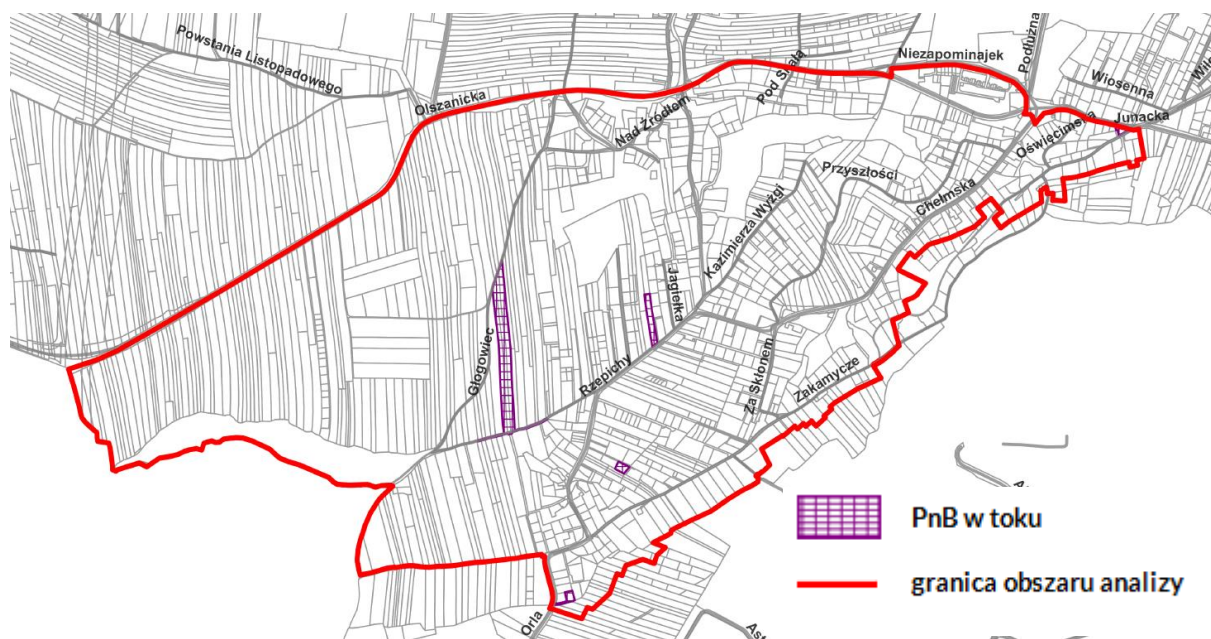 Powstania Listopadowego
Niezapominajek
Podłużna
Pod Skałą
Wiosenna
Olszanicka
Junacka
Oświęcimska
Nad Źródłem
Przyszłości
Chełmska
Kazimierza Wyżgi
Jagiełka
Głogowiec
Rzepichy
Za Skłonem
Zakamycze
PnB w toku
granica obszaru analizy
Orla